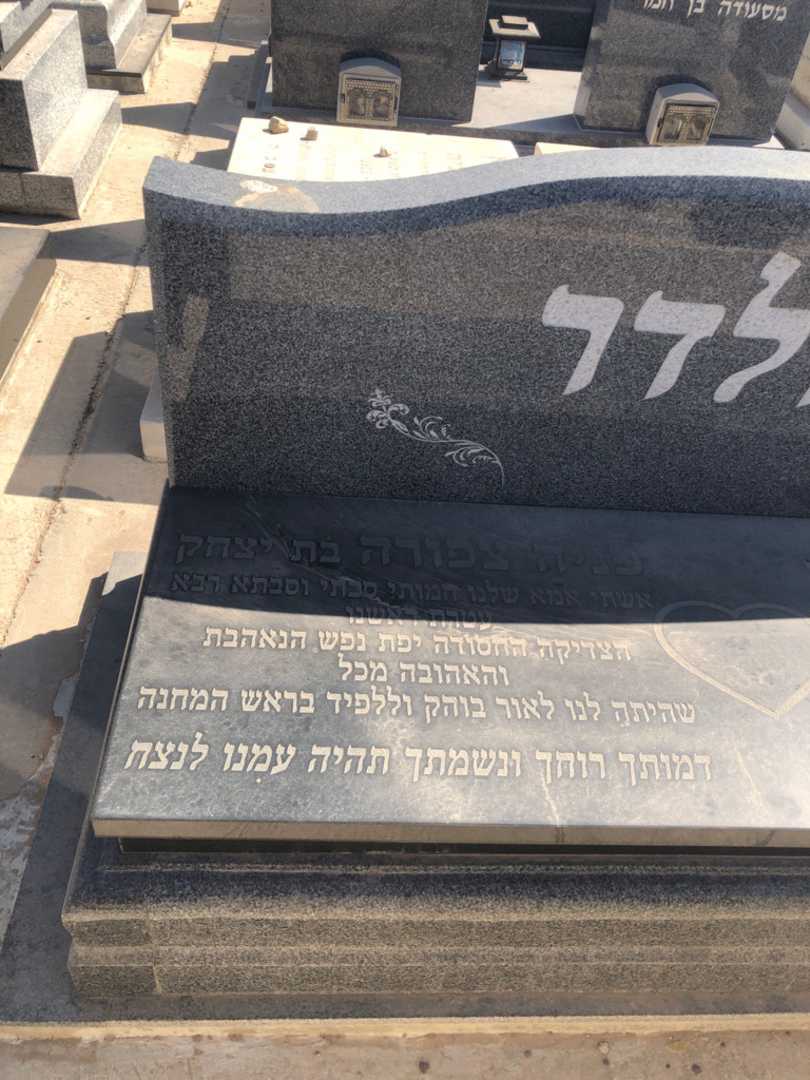 מסעודה בן חמו
לדר
פניה צפורה בת יצחק
אשתי אמא שלנו חמותי סבתי וסבתא רבא
עטרת ראשנו
הצדיקה החסודה יפת נפש הנאהבת
והאהובה מכל
שהיתה לנו לאור בוהק וללפיד בראש המחנה
דמותך רוחך ונשמתך תהיה עמנו לנצח